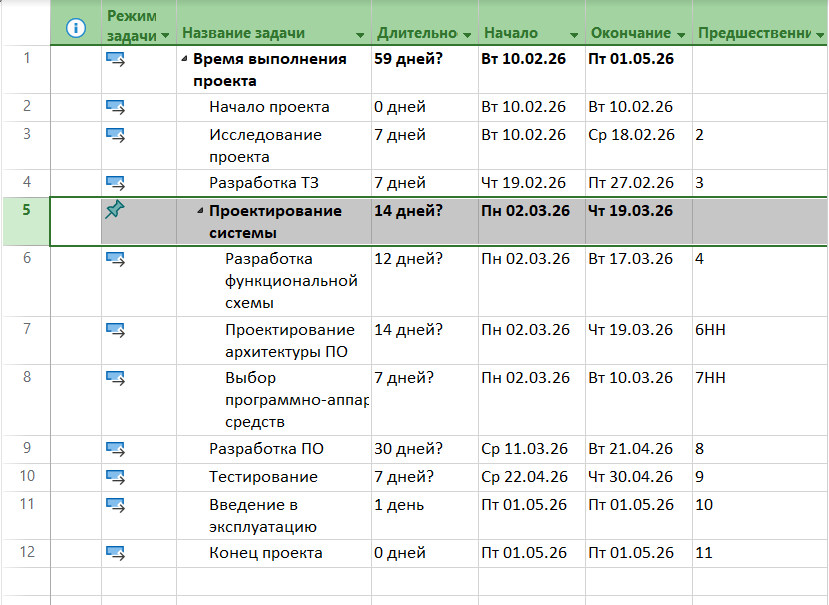 Режим задачи Название задачи Длительно Начало Окончание Предшественни
1 Время выполнения проекта 59 дней? Вт 10.02.26 Пт 01.05.26
2 Начало проекта 0 дней Вт 10.02.26 Вт 10.02.26
3 Исследование проекта 7 дней Вт 10.02.26 Ср 18.02.26 2
4 Разработка ТЗ 7 дней Чт 19.02.26 Пт 27.02.26 3
5 Проектирование системы 14 дней? Пн 02.03.26 Чт 19.03.26
6 Разработка функциональной схемы 12 дней? Пн 02.03.26 Вт 17.03.26 4
7 Проектирование архитектуры ПО 14 дней? Пн 02.03.26 Чт 19.03.26 6НН
8 Выбор программно-аппар средств 7 дней? Пн 02.03.26 Вт 10.03.26 7НН
9 Разработка ПО 30 дней? Ср 11.03.26 Вт 21.04.26 8
10 Тестирование 7 дней? Ср 22.04.26 Чт 30.04.26 9
11 Введение в эксплуатацию 1 день Пт 01.05.26 Пт 01.05.26 10
12 Конец проекта 0 дней Пт 01.05.26 Пт 01.05.26 11